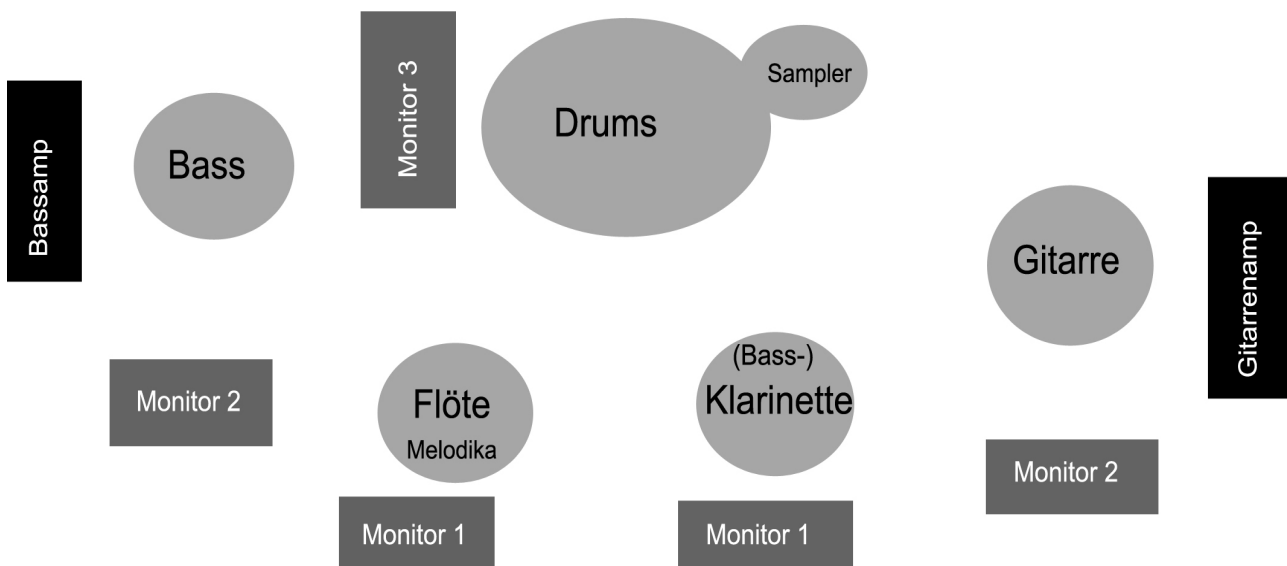 Monitor 3
Sampler
Drums
Bassamp
Bass
Gitarre
Gitarrenamp
(Bass-)
Klarinette
Monitor 2
Flöte
Melodika
Monitor 2
Monitor 1
Monitor 1